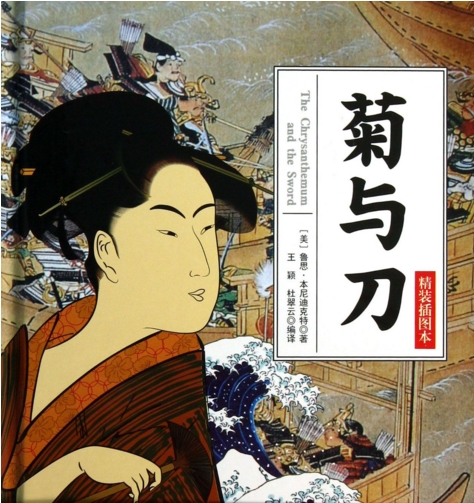 菊与刀
精装插图本
The Chrysanthemum
and the Sword
[美]鲁思·本尼迪克特◎著
王颖 杜翠云◎编译